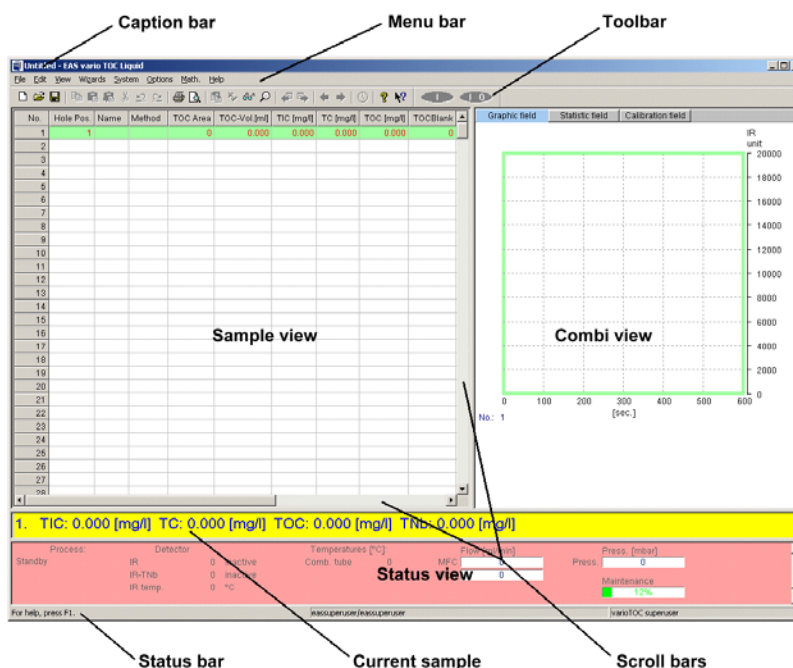 Caption bar Menu bar Toolbar
Untitled - EAS vario TOC Liquid
File Edit View Wizards System Options Math. Help
No. Hole Pos. Name Method TOC Area TOC-Vol.[ml] TIC [mg/l] TC [mg/l] TOC [mg/l] TOCBlank
1 1 0 0.000 0.000 0.000 0.000 0
2
3
4
5
6
7
8
9
10
11
12
13
14
15
16
17
18
19
20
21
22
23
24
25
26
27
28
Sample view
Graphic field Statistic field Calibration field
IR
unit
20000
18000
16000
14000
12000
10000
8000
6000
4000
2000
0
Combi view
0 100 200 300 400 500 600
[sec.]
No.: 1
1. TIC: 0.000 [mg/l] TC: 0.000 [mg/l] TOC: 0.000 [mg/l] TNb: 0.000 [mg/l]
Process: Detector Temperatures [°C]: Flow [ml/min] Press. [mbar]
Standby IR 0 inactive Comb. tube 0 MFC 0 Press. 0
IR-TNb 0 inactive 0
IR temp. 0 °C
Status view
Maintenance
12%
For help, press F1. eassuperuser/eassuperuser varioTOC superuser
Status bar Current sample Scroll bars